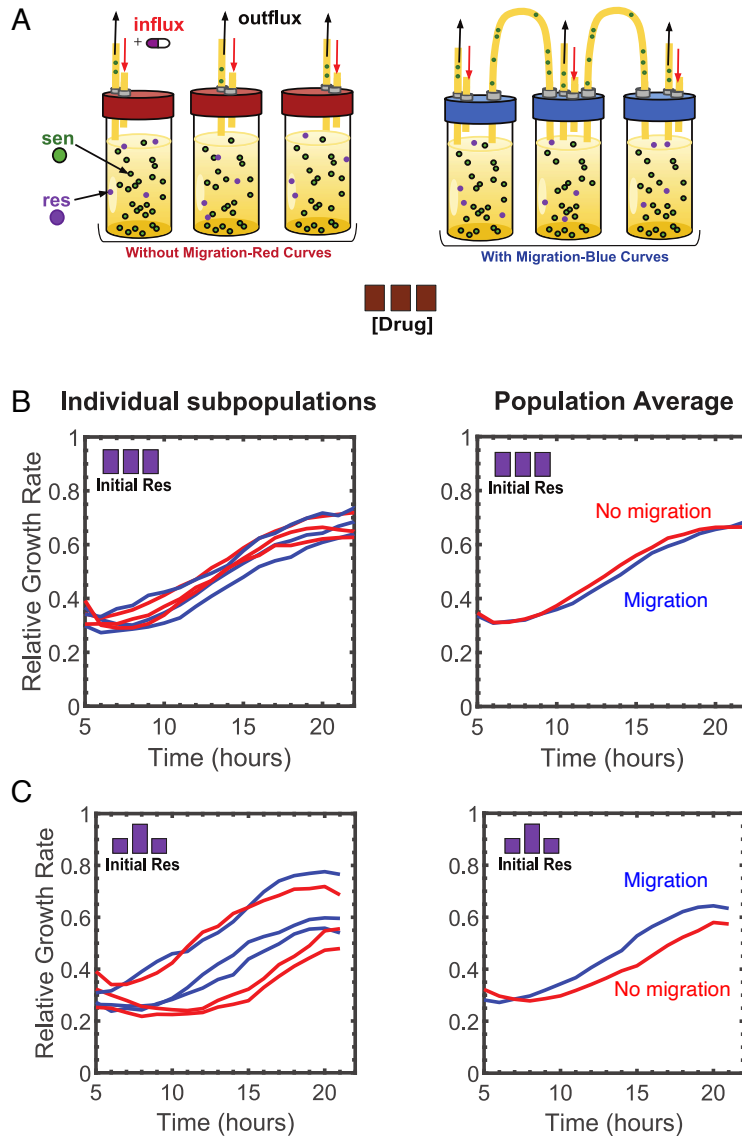 A
influx
+
outflux
sen
res
Without Migration-Red Curves
With Migration-Blue Curves
[Drug]
B
Individual subpopulations
Population Average
1
0.8
0.6
0.4
0.2
0
Initial Res
Relative Growth Rate
5
10
15
20
Time (hours)
1
0.8
0.6
0.4
0.2
0
Initial Res
No migration
Migration
5
10
15
20
Time (hours)
C
1
0.8
0.6
0.4
0.2
0
Initial Res
Relative Growth Rate
5
10
15
20
Time (hours)
1
0.8
0.6
0.4
0.2
0
Initial Res
Migration
No migration
5
10
15
20
Time (hours)